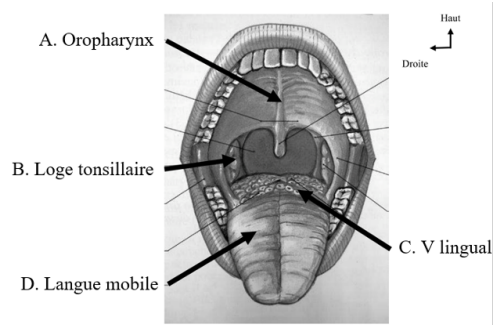 A. Oropharynx
Haut
Droite
B. Loge tonsillaire
C. V lingual
D. Langue mobile